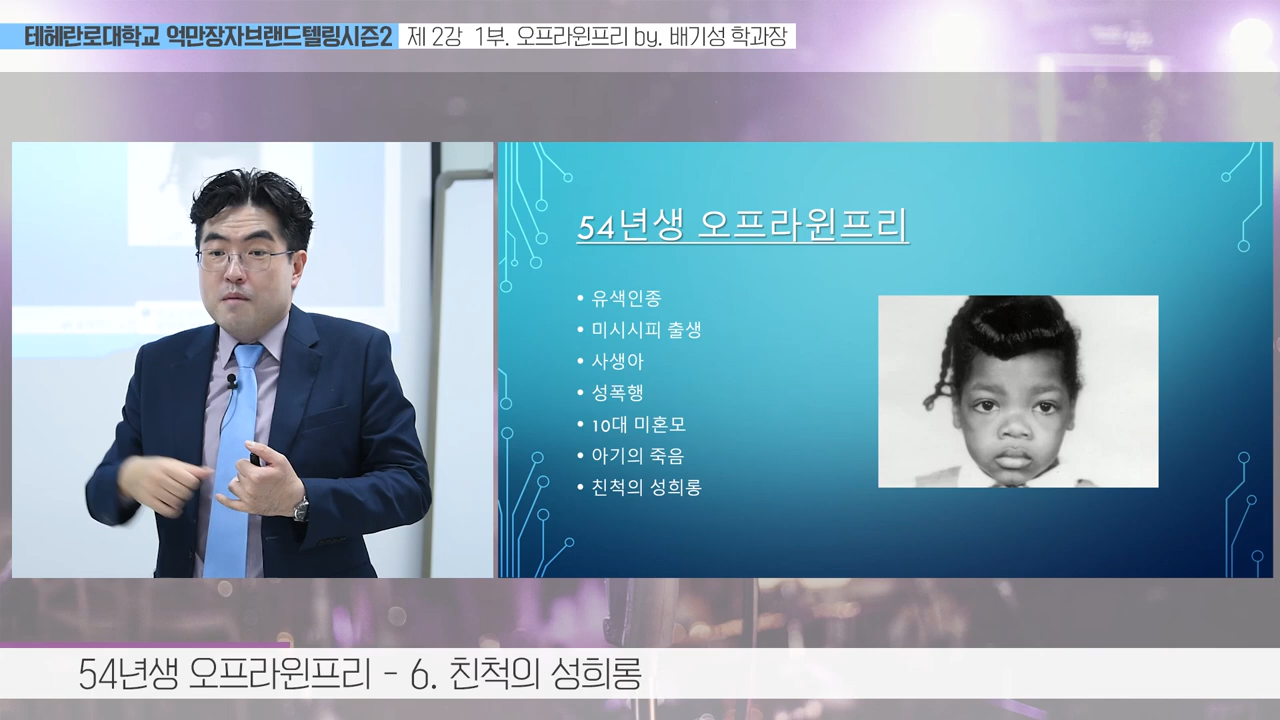 테헤란로대학교 억만장자브랜드텔링시즌2 제 2강 1부. 오프라윈프리 by. 배기성 학과장
54년생 오프라윈프리
• 유색인종
• 미시시피 출생
• 사생아
• 성폭행
• 10대 미혼모
• 아기의 죽음
• 친척의 성희롱
54년생 오프라윈프리 - 6. 친척의 성희롱